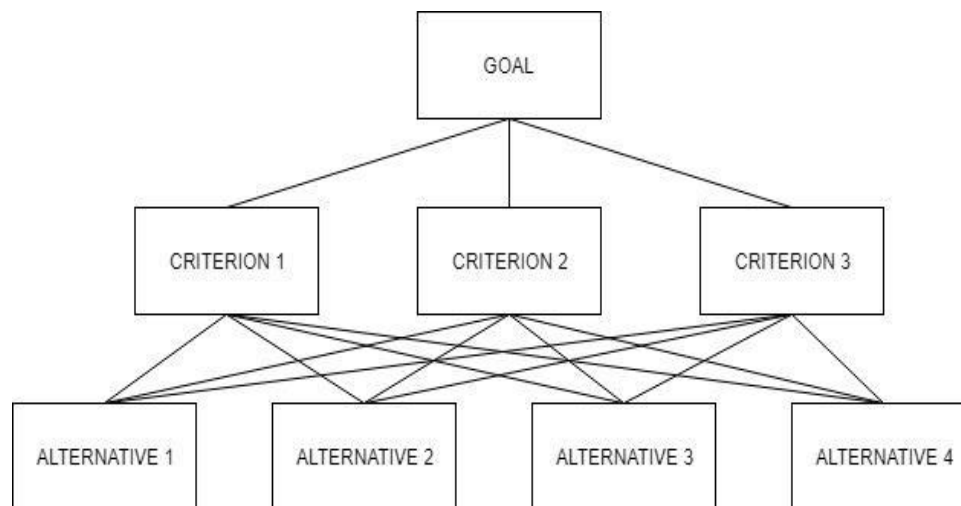 GOAL
CRITERION 1
CRITERION 2
CRITERION 3
ALTERNATIVE 1
ALTERNATIVE 2
ALTERNATIVE 3
ALTERNATIVE 4